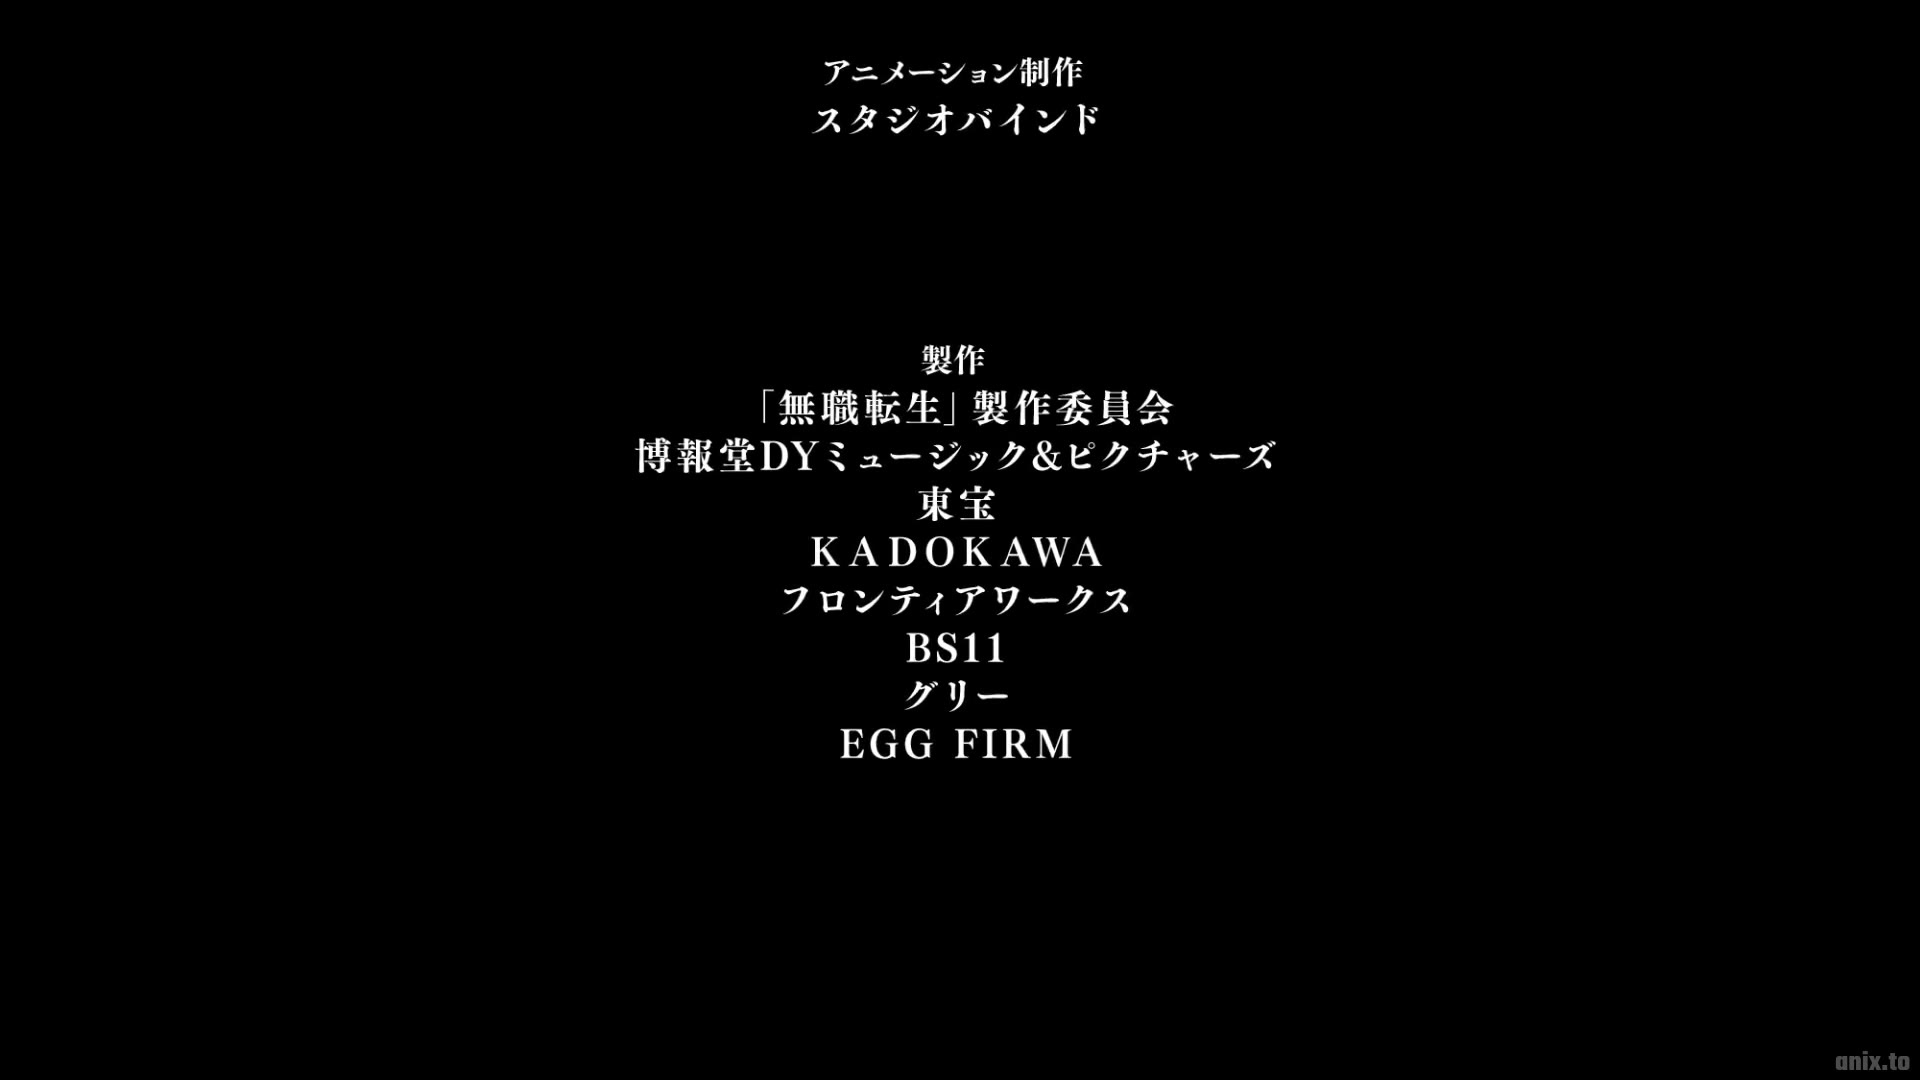 アニメーション制作
スタジオバインド
製作
「無職転生」製作委員会
博報堂DYミュージック&ピクチャーズ
東宝
KADOKAWA
フロンティアワークス
BS11
グリー
EGG FIRM
anix.to